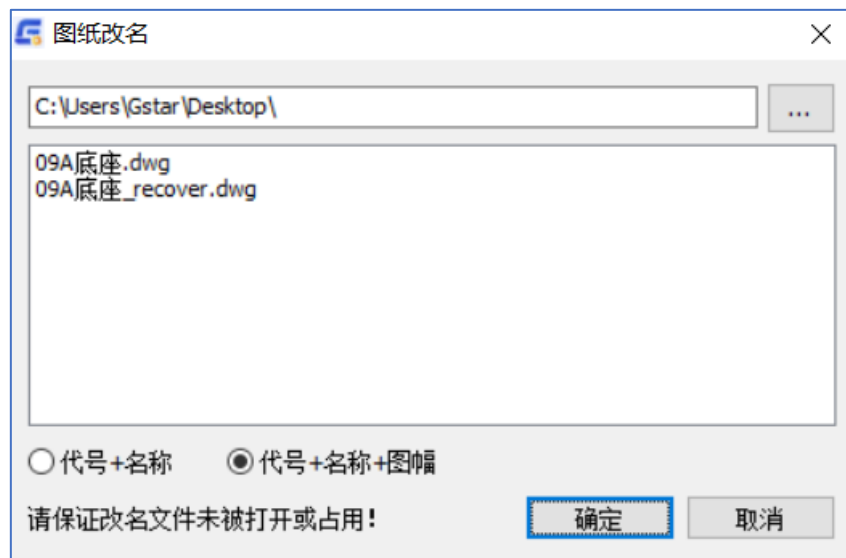 图纸改名
C:\Users\Gstar\Desktop\
...
09A底座.dwg
09A底座_recover.dwg
代号+名称 代号+名称+图幅
请保证改名文件未被打开或占用! 确定 取消